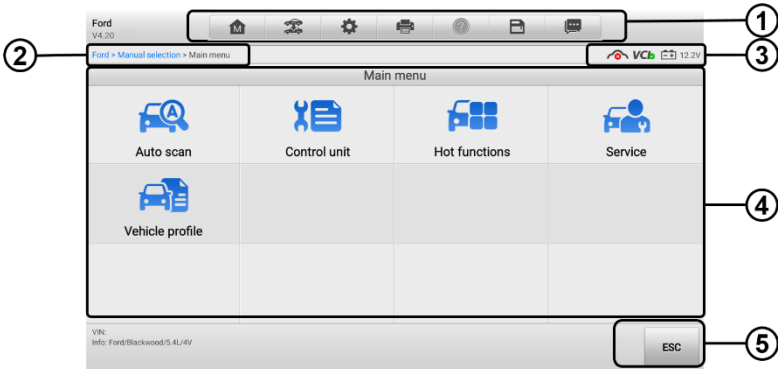 Ford
V4.20
M
1
2
Ford > Manual selection > Main menu
VCI
12.2V
3
Main menu
A
Auto scan
Control unit
Hot functions
Service
4
Vehicle profile
VIN:
Info: Ford/Blackwood/5.4L/4V
ESC
5